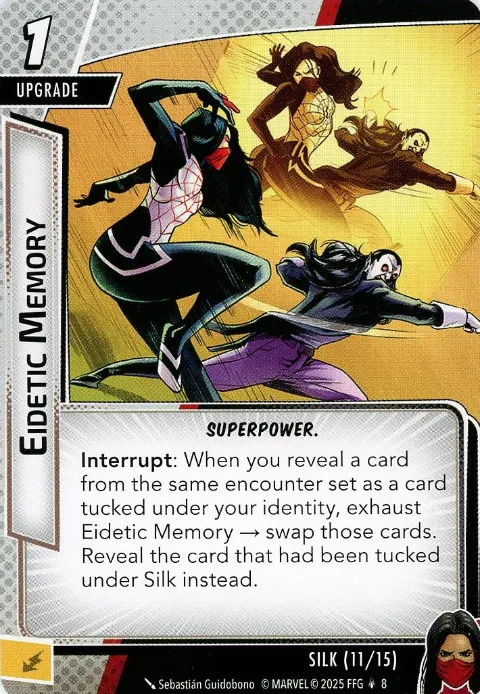 1
UPGRADE
EIDETIC MEMORY
SUPERPOWER.
Interrupt: When you reveal a card
from the same encounter set as a card
tucked under your identity, exhaust
Eidetic Memory → swap those cards.
Reveal the card that had been tucked
under Silk instead.
SILK (11/15)
Sebastián Guidobono © MARVEL © 2025 FFG 8